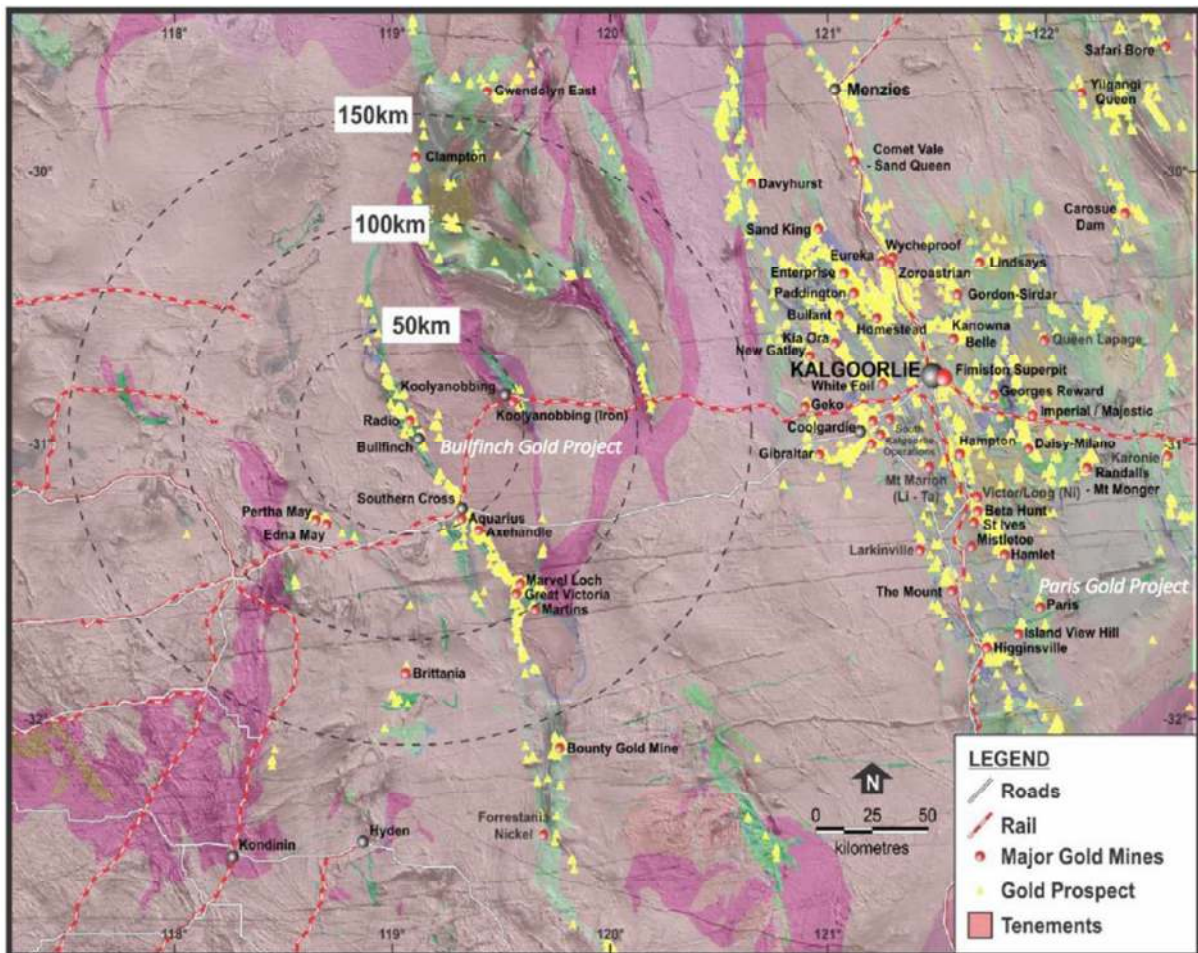 118°
119°
120°
121°
122°
Safari Bore
Gwendolyn East
Menzies
Yilgangi
Queen
150km
Clampton
Comet Vale
- Sand Queen
-30°
-30°
Davyhurst
100km
Carosue
Dam
Sand King
Wycheproof
Eureka
Lindsays
Enterprise
Zoroastrian
Paddington
Gordon-Sirdar
50km
Bullant
Homestead
Kanowna
Belle
Kia Ora
Queen Lapage
New Gatley
KALGOORLIE
Fimiston Superpit
Koolyanobbing
White Foil
Georges Reward
Koolyanobbing (Iron)
Geko
Imperial / Majestic
Radio
Coolgardie
South
Kalgoorlie
Operations
Bullfinch
Bullfinch Gold Project
Hampton
Daisy-Milano
-31°
-31°
Gibraltar
Karonie
Randalls
- Mt Monger
Mt Marion
(Li - Ta)
Southern Cross
Victor/Long (Ni)
Pertha May
Aquarius
Beta Hunt
Edna May
Axehandle
St Ives
Mistletoe
Larkinville
Hamlet
Marvel Loch
Great Victoria
The Mount
Paris Gold Project
Martins
Paris
Island View Hill
Higginsville
Brittania
-32°
-32°
Bounty Gold Mine
LEGEND
Roads
Rail
Major Gold Mines
Gold Prospect
Tenements
N
0 25 50
kilometres
Forrestania
Nickel
Hyden
Kondinin
118°
119°
120°
121°